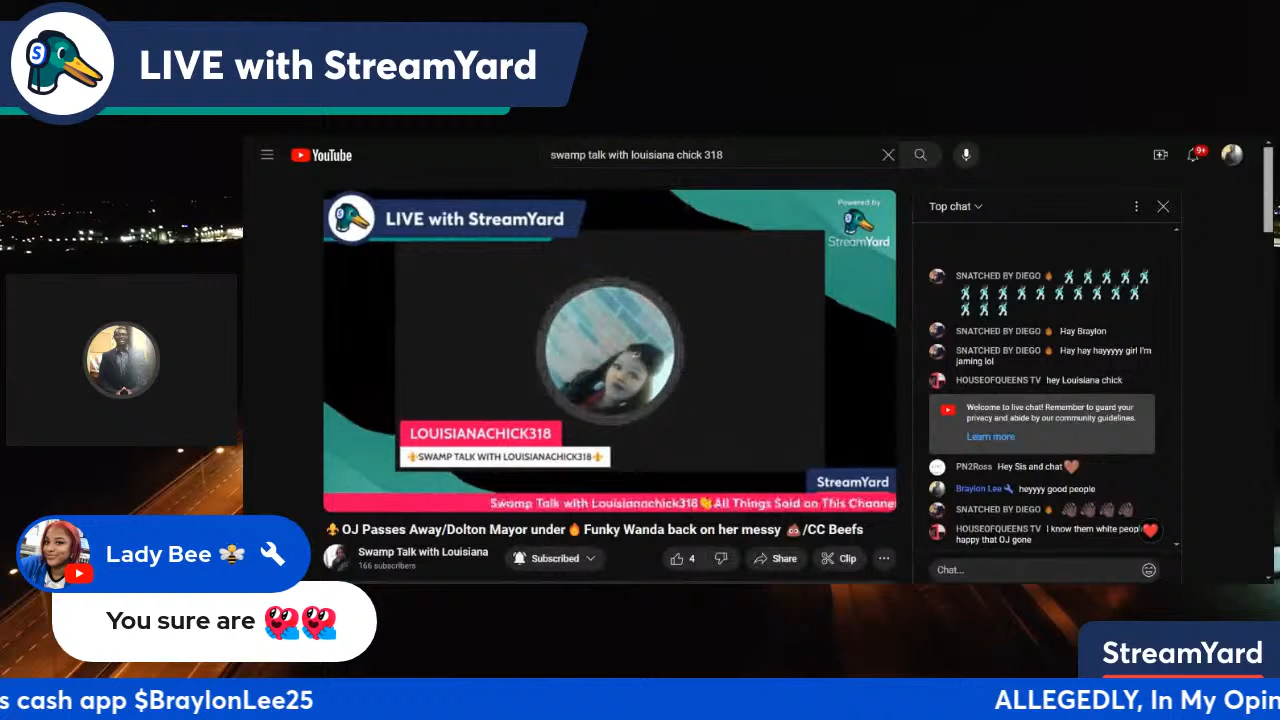 LIVE with StreamYard
YouTube
swamp talk with louisiana chick 318
9+
LIVE with StreamYard
Powered by
StreamYard
LOUISIANACHICK318
SWAMP TALK WITH LOUISIANACHICK318
StreamYard
Swamp Talk with Louisianachick318👋All Things Said on This Channe
⚜️OJ Passes Away/Dolton Mayor under🔥Funky Wanda back on her messy 💩/CC Beefs
Swamp Talk with Louisiana
166 subscribers
Subscribed
4
Share
Clip
Top chat
SNATCHED BY DIEGO
SNATCHED BY DIEGO Hay Braylon
SNATCHED BY DIEGO Hay hay hayyyyy girl I'm
jaming lol
HOUSEOFQUEENS TV hey Louisiana chick
Welcome to live chat! Remember to guard your
privacy and abide by our community guidelines.
Learn more
PN2Ross Hey Sis and chat
Braylon Lee heyyyy good people
SNATCHED BY DIEGO
HOUSEOFQUEENS TV I know them white peopl
happy that OJ gone
Chat...
Lady Bee 🐝
You sure are
StreamYard
s cash app $BraylonLee25
ALLEGEDLY, In My Opin